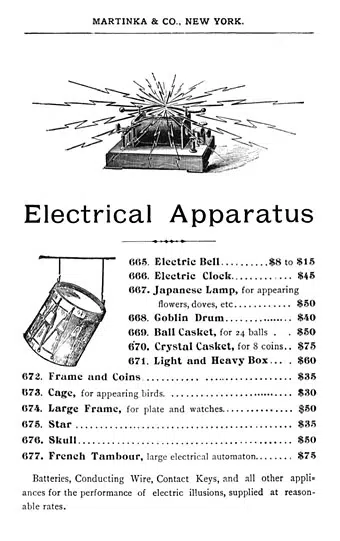 MARTINKA & CO., NEW YORK.
Electrical Apparatus
665. Electric Bell..........$8 to $15
666. Electric Clock............. $45
667. Japanese Lamp, for appearing
flowers, doves, etc............ $50
668. Goblin Drum............... $40
669. Ball Casket, for 24 balls . . $50
670. Crystal Casket, for 8 coins.. $75
671. Light and Heavy Box... . $60
672. Frame and Coins........... .................. $35
673. Cage, for appearing birds. ..................... $30
674. Large Frame, for plate and watches.............. $50
675. Star ........................................ $35
676. Skull........................................ $50
677. French Tambour, large electrical automaton....... $75
Batteries, Conducting Wire, Contact Keys, and all other appli-
ances for the performance of electric illusions, supplied at reason-
able rates.